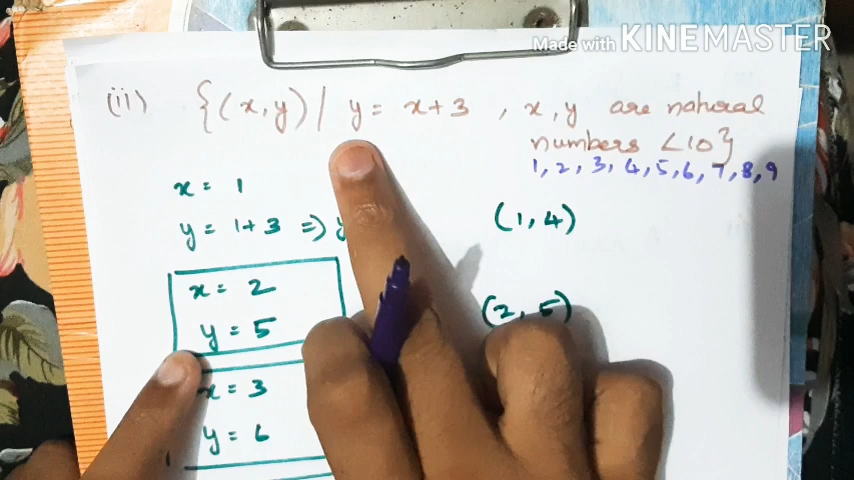 Made with KINEMASTER
(ii) {(x,y) | y = x+3 , x, y are natural
numbers <10}
1, 2, 3, 4, 5, 6, 7, 8, 9
x = 1
y = 1+3 =>
(1, 4)
x = 2
(2, 5)
y = 5
x = 3
y = 6